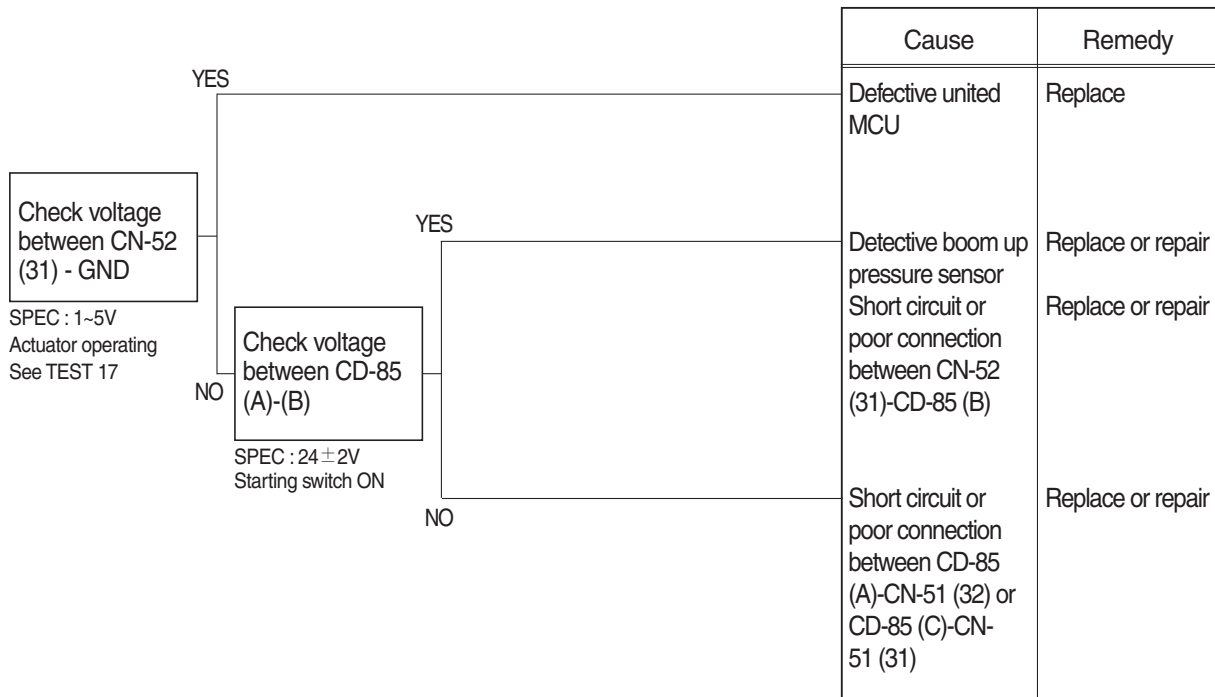 Cause
Remedy
YES
Defective united
MCU
Replace
Check voltage
between CN-52
(31) - GND
SPEC : 1~5V
Actuator operating
See TEST 17
YES
Detective boom up
pressure sensor
Replace or repair
Short circuit or
poor connection
between CN-52
(31)-CD-85 (B)
Replace or repair
NO
Check voltage
between CD-85
(A)-(B)
SPEC : 24±2V
Starting switch ON
NO
Short circuit or
poor connection
between CD-85
(A)-CN-51 (32) or
CD-85 (C)-CN-
51 (31)
Replace or repair